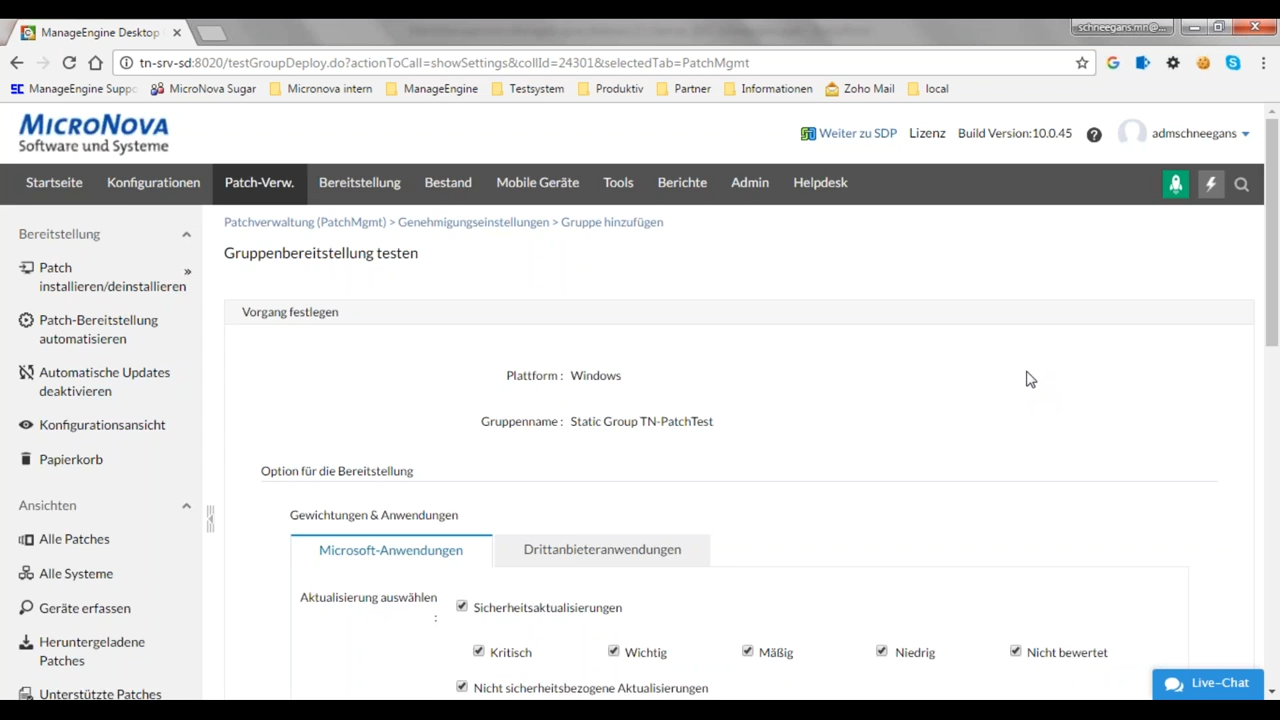 ManageEngine Desktop
schneegans.mn@...
tn-srv-sd:8020/testGroupDeploy.do?actionToCall=showSettings&collId=24301&selectedTab=PatchMgmt
ManageEngine Suppo
MicroNova Sugar
Micronova intern
ManageEngine
Testsystem
Produktiv
Partner
Informationen
Zoho Mail
local
MICRONOVA
Software und Systeme
Weiter zu SDP
Lizenz
Build Version:10.0.45
admschneegans
Startseite
Konfigurationen
Patch-Verw.
Bereitstellung
Bestand
Mobile Geräte
Tools
Berichte
Admin
Helpdesk
Bereitstellung
Patch
installieren/deinstallieren
Patch-Bereitstellung
automatisieren
Automatische Updates
deaktivieren
Konfigurationsansicht
Papierkorb
Ansichten
Alle Patches
Alle Systeme
Geräte erfassen
Heruntergeladene
Patches
Unterstützte Patches
Patchverwaltung (PatchMgmt) > Genehmigungseinstellungen > Gruppe hinzufügen
Gruppenbereitstellung testen
Vorgang festlegen
Plattform : Windows
Gruppenname : Static Group TN-PatchTest
Option für die Bereitstellung
Gewichtungen & Anwendungen
Microsoft-Anwendungen
Drittanbieteranwendungen
Aktualisierung auswählen
:
Sicherheitsaktualisierungen
Kritisch
Wichtig
Mäßig
Niedrig
Nicht bewertet
Nicht sicherheitsbezogene Aktualisierungen
Live-Chat